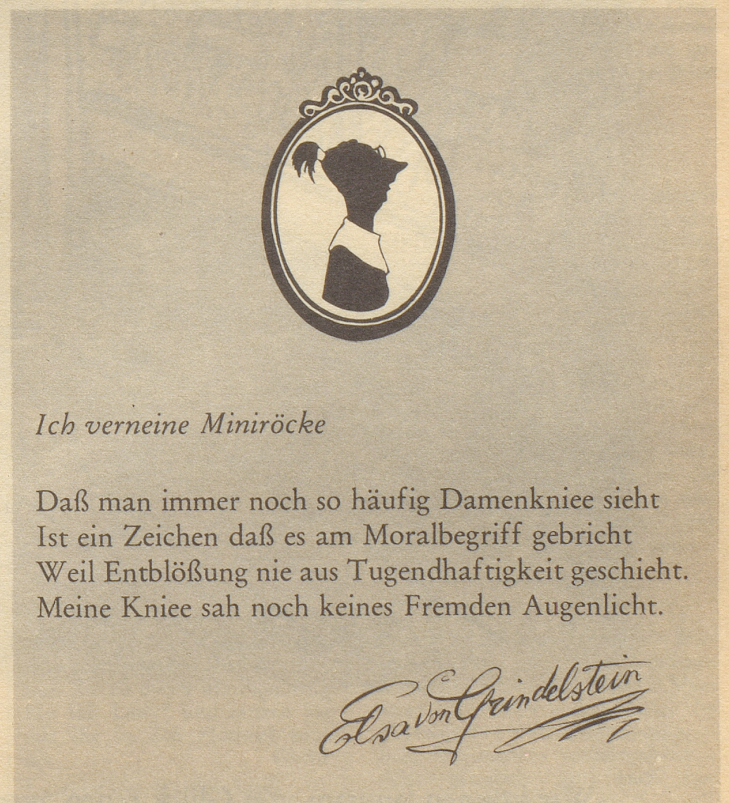 Ich verneine Miniröcke
Daß man immer noch so häufig Damenkniee sieht
Ist ein Zeichen daß es am Moralbegriff gebricht
Weil Entblößung nie aus Tugendhaftigkeit geschieht.
Meine Kniee sah noch keines Fremden Augenlicht.
Elsa von Grindelstein